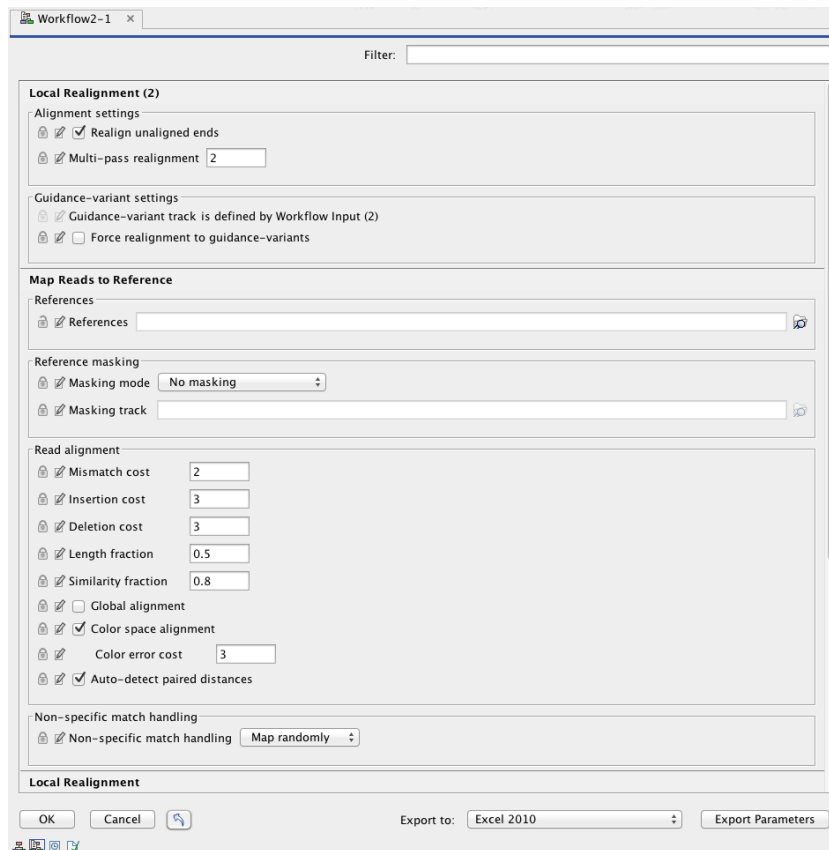 Workflow2-1 ×
Filter:
Local Realignment (2)
Alignment settings
Realign unaligned ends
Multi-pass realignment 2
Guidance-variant settings
Guidance-variant track is defined by Workflow Input (2)
Force realignment to guidance-variants
Map Reads to Reference
References
References
Reference masking
Masking mode No masking
Masking track
Read alignment
Mismatch cost 2
Insertion cost 3
Deletion cost 3
Length fraction 0.5
Similarity fraction 0.8
Global alignment
Color space alignment
Color error cost 3
Auto-detect paired distances
Non-specific match handling
Non-specific match handling Map randomly
Local Realignment
OK Cancel Export to: Excel 2010 Export Parameters